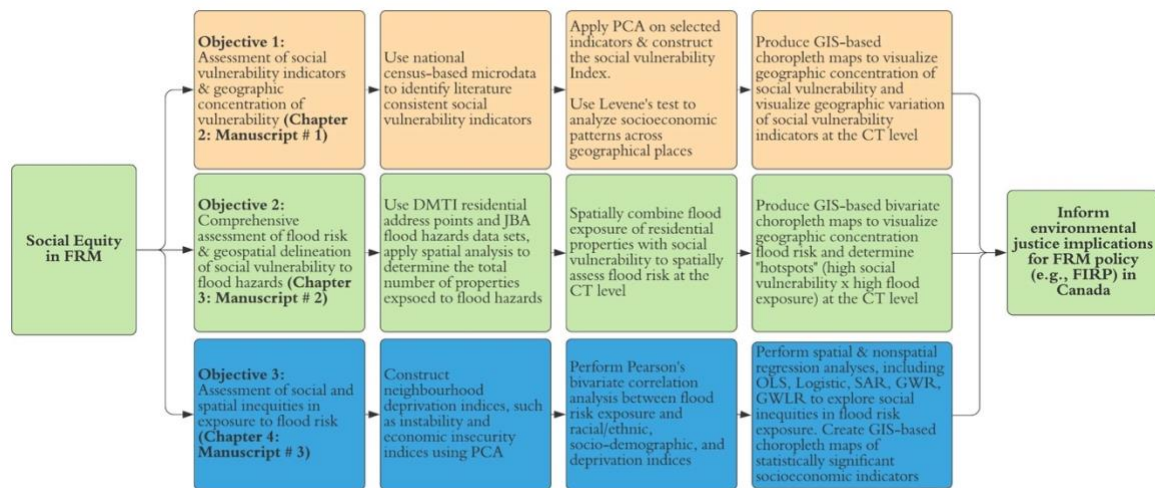 Social Equity
in FRM
Objective 1:
Assessment of social
vulnerability indicators
& geographic
concentration of
vulnerability (Chapter
2: Manuscript # 1)
Use national
census-based microdata
to identify literature
consistent social
vulnerability indicators
Apply PCA on selected
indicators & construct
the social vulnerability
Index.
Use Levene's test to
analyze socioeconomic
patterns across
geographical places
Produce GIS-based
choropleth maps to visualize
geographic concentration of
social vulnerability and
visualize geographic variation
of social vulnerability
indicators at the CT level
Objective 2:
Comprehensive
assessment of flood risk
& geospatial delineation
of social vulnerability to
flood hazards (Chapter
3: Manuscript # 2)
Use DMTI residential
address points and JBA
flood hazards data sets,
apply spatial analysis to
determine the total
number of properties
expsoed to flood hazards
Spatially combine flood
exposure of residential
properties with social
vulnerability to spatially
assess flood risk at the
CT level
Produce GIS-based bivariate
choropleth maps to visualize
geographic concentration
flood risk and determine
"hotspots" (high social
vulnerability x high flood
exposure) at the CT level
Objective 3:
Assessment of social and
spatial inequities in
exposure to flood risk
(Chapter 4:
Manuscript # 3)
Construct
neighbourhood
deprivation indices, such
as instability and
economic insecurity
indices using PCA
Perform Pearson's
bivariate correlation
analysis between flood
risk exposure and
racial/ethnic,
socio-demographic, and
deprivation indices
Perform spatial & nonspatial
regression analyses, including
OLS, Logistic, SAR, GWR,
GWLR to explore social
inequities in flood risk
exposure. Create GIS-based
choropleth maps of
statistically significant
socioeconomic indicators
Inform
environmental
justice implications
for FRM policy
(e.g., FIRP) in
Canada